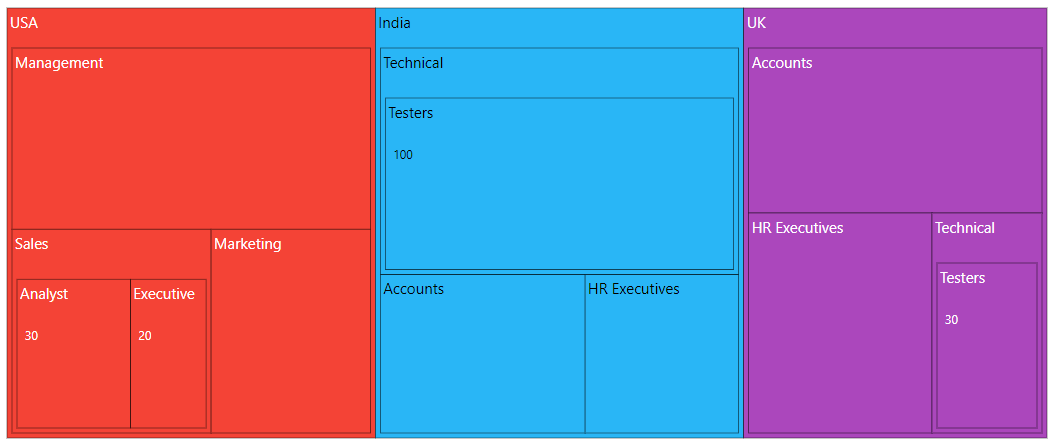 USA
Management
Sales
Analyst
30
Executive
20
Marketing
India
Technical
Testers
100
Accounts
HR Executives
UK
Accounts
HR Executives
Technical
Testers
30